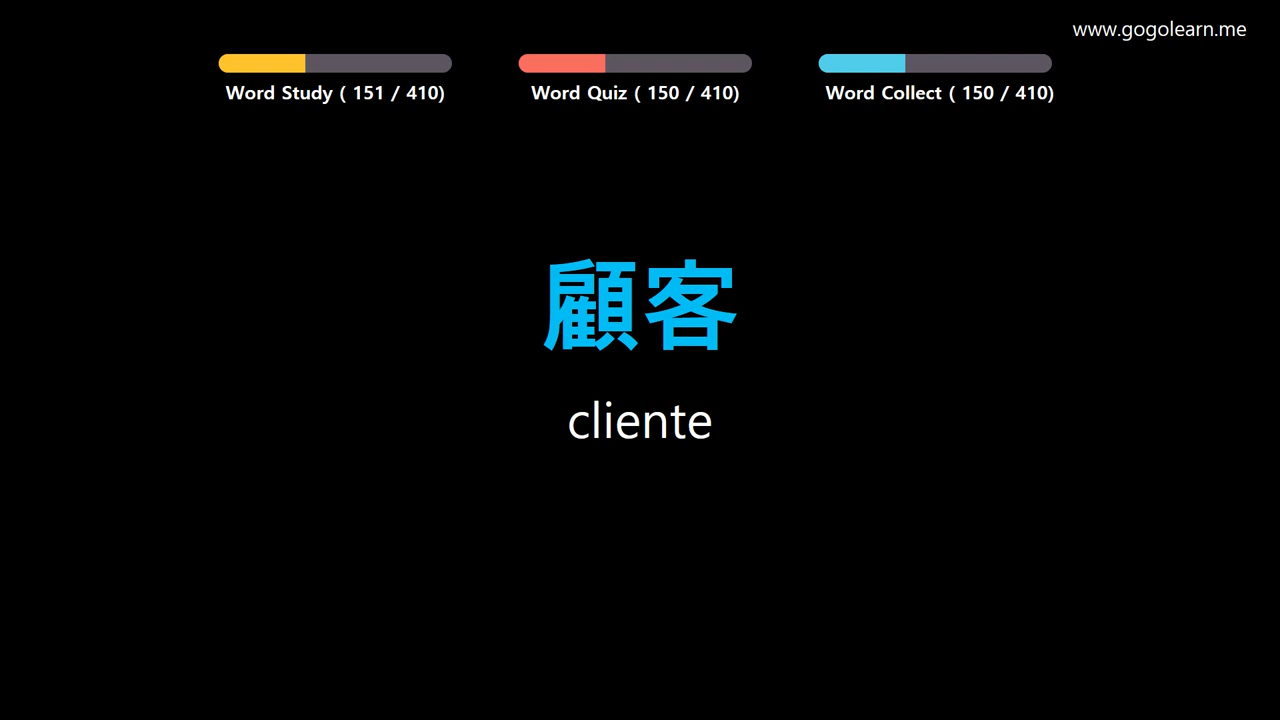 www.gogolearn.me
Word Study ( 151 / 410)
Word Quiz ( 150 / 410)
Word Collect ( 150 / 410)
顧客
cliente